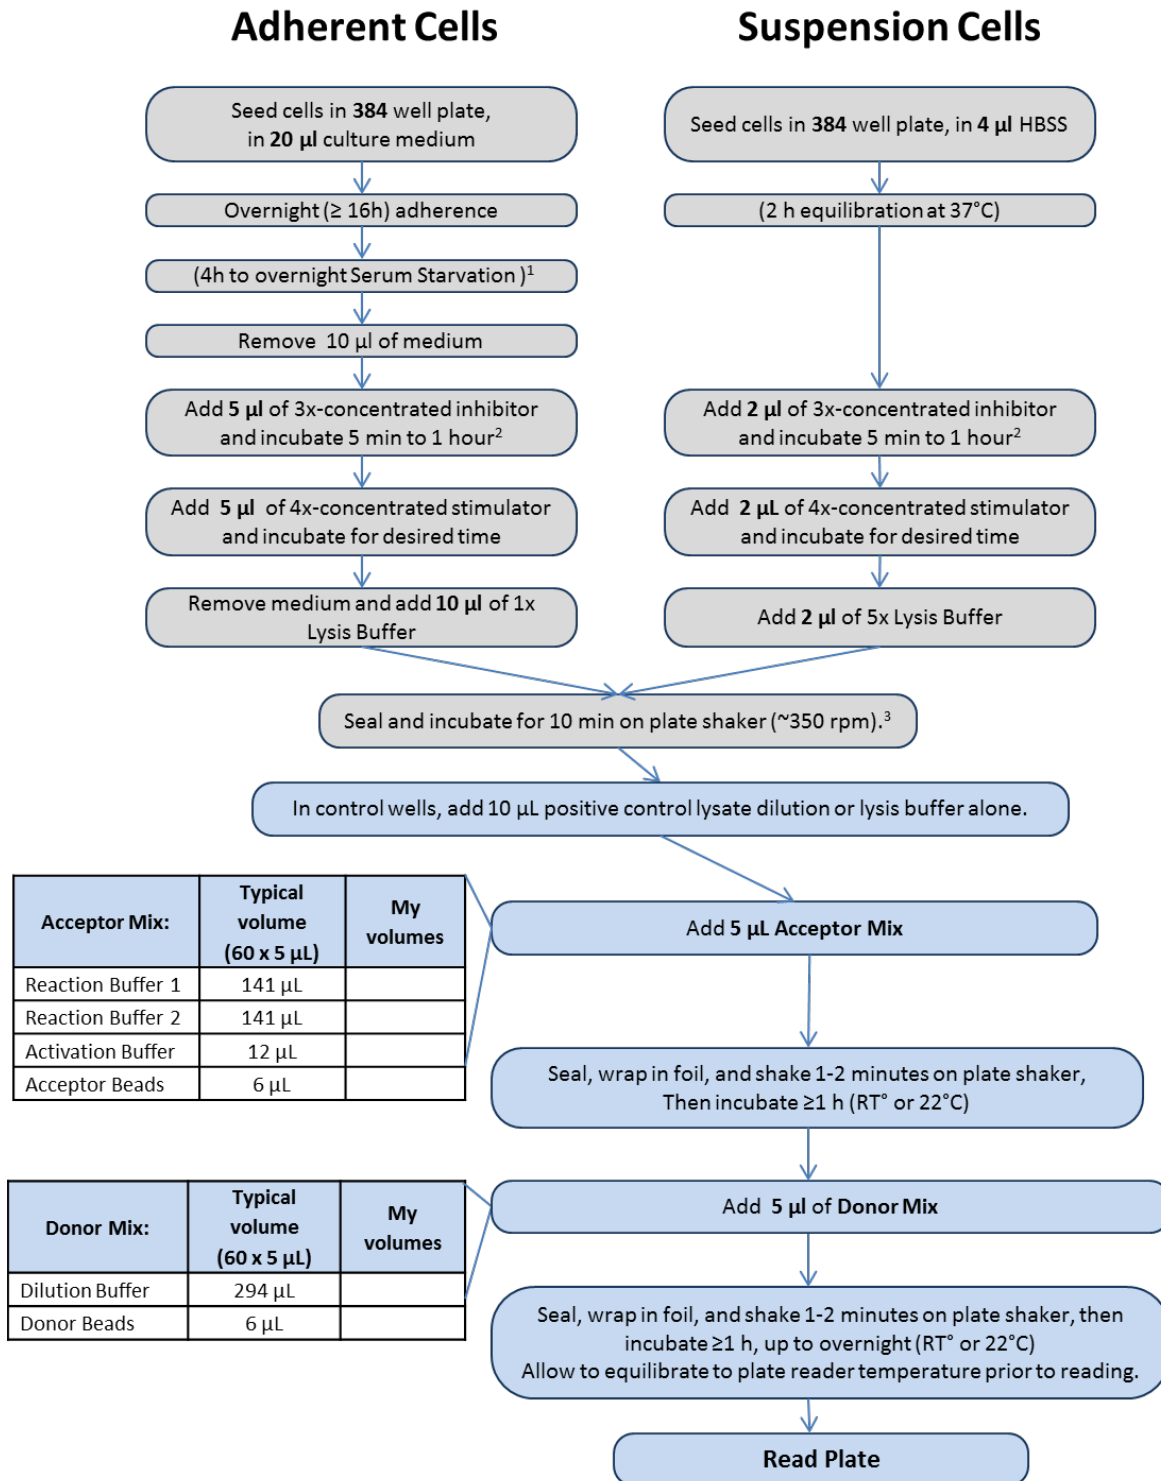 Adherent Cells
Suspension Cells
Seed cells in 384 well plate,
in 20 µl culture medium
Seed cells in 384 well plate, in 4 µl HBSS
Overnight (≥ 16h) adherence
(2 h equilibration at 37°C)
(4h to overnight Serum Starvation )1
Remove 10 µl of medium
Add 5 µl of 3x-concentrated inhibitor
and incubate 5 min to 1 hour2
Add 2 µl of 3x-concentrated inhibitor
and incubate 5 min to 1 hour2
Add 5 µl of 4x-concentrated stimulator
and incubate for desired time
Add 2 µL of 4x-concentrated stimulator
and incubate for desired time
Remove medium and add 10 µl of 1x
Lysis Buffer
Add 2 µl of 5x Lysis Buffer
Seal and incubate for 10 min on plate shaker (~350 rpm).3
In control wells, add 10 µL positive control lysate dilution or lysis buffer alone.
Acceptor Mix:
Typical
volume
(60 x 5 µL)
My
volumes
Reaction Buffer 1
141 µL
Reaction Buffer 2
141 µL
Activation Buffer
12 µL
Acceptor Beads
6 µL
Add 5 µL Acceptor Mix
Seal, wrap in foil, and shake 1-2 minutes on plate shaker,
Then incubate ≥1 h (RT° or 22°C)
Donor Mix:
Typical
volume
(60 x 5 µL)
My
volumes
Dilution Buffer
294 µL
Donor Beads
6 µL
Add 5 µl of Donor Mix
Seal, wrap in foil, and shake 1-2 minutes on plate shaker, then
incubate ≥1 h, up to overnight (RT° or 22°C)
Allow to equilibrate to plate reader temperature prior to reading.
Read Plate